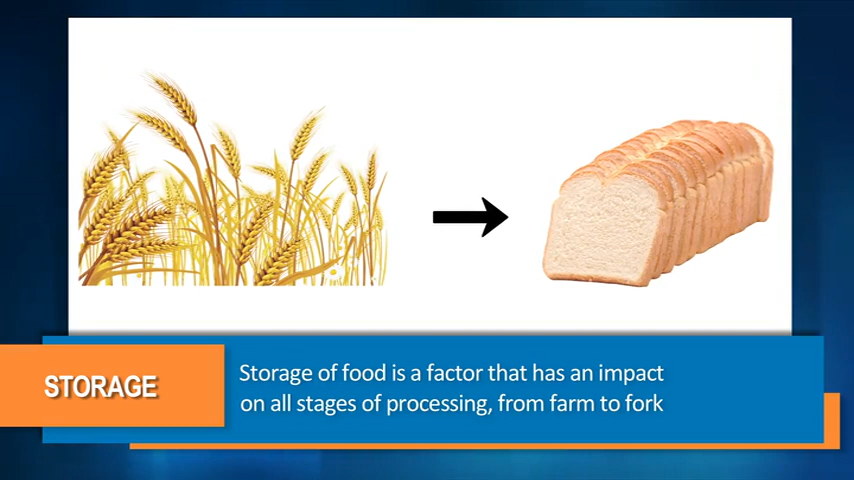 STORAGE
Storage of food is a factor that has an impact
on all stages of processing, from farm to fork